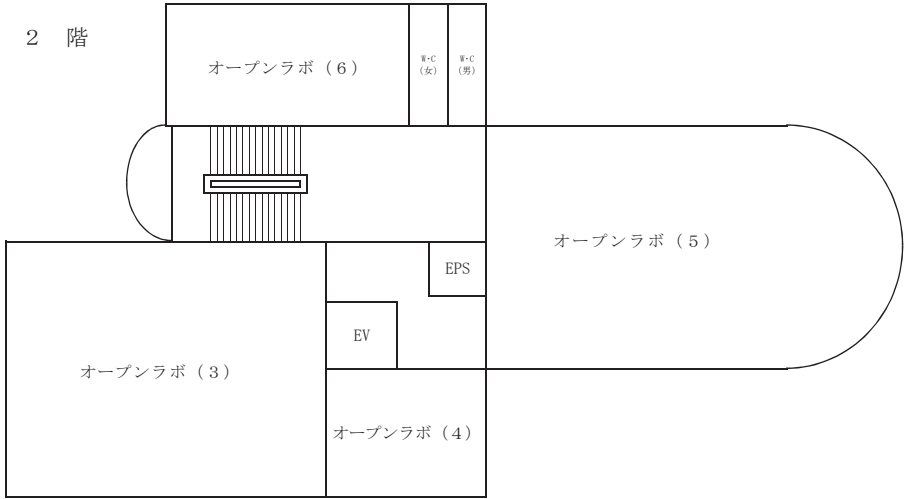 ２　階
オープンラボ（６）
W・C
（女）
W・C
（男）
オープンラボ（５）
EPS
EV
オープンラボ（３）
オープンラボ（４）